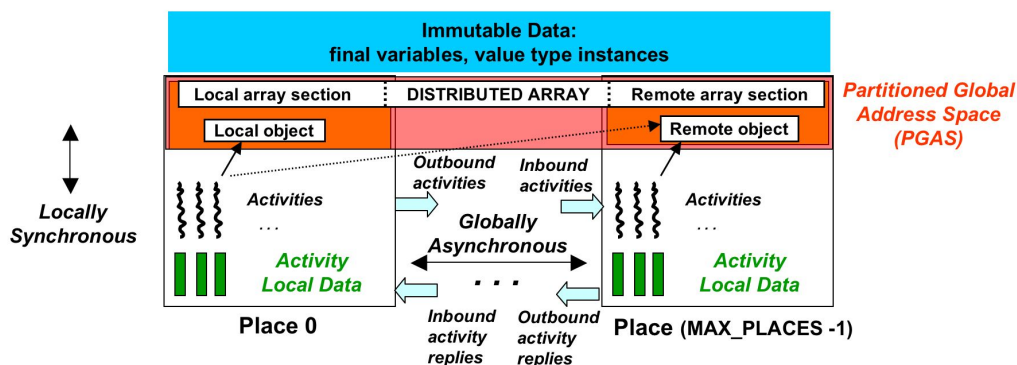 Immutable Data:
final variables, value type instances
Local array section
DISTRIBUTED ARRAY
Remote array section
Partitioned Global
Address Space
(PGAS)
Local object
Remote object
Outbound
activities
Inbound
activities
Locally
Synchronous
Activities
...
Globally
Asynchronous
Activities
...
Activity
Local Data
. . .
Activity
Local Data
Place 0
Inbound
activity
replies
Outbound
activity
replies
Place (MAX_PLACES -1)